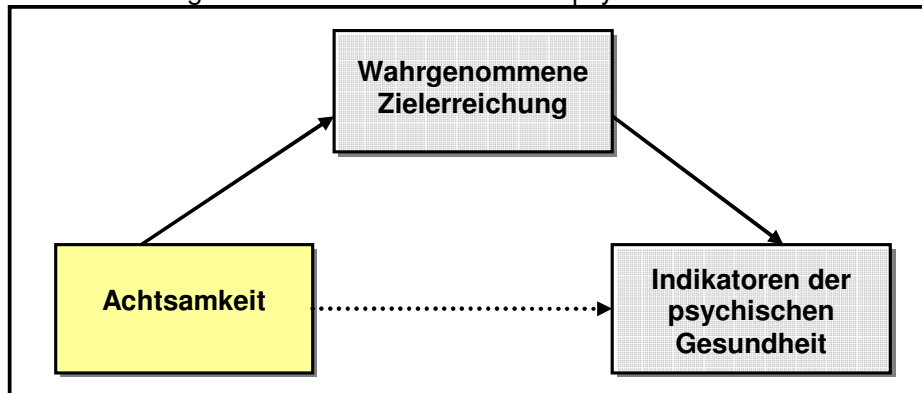 Wahrgenommene
Zielerreichung
Achtsamkeit
Indikatoren der
psychischen
Gesundheit